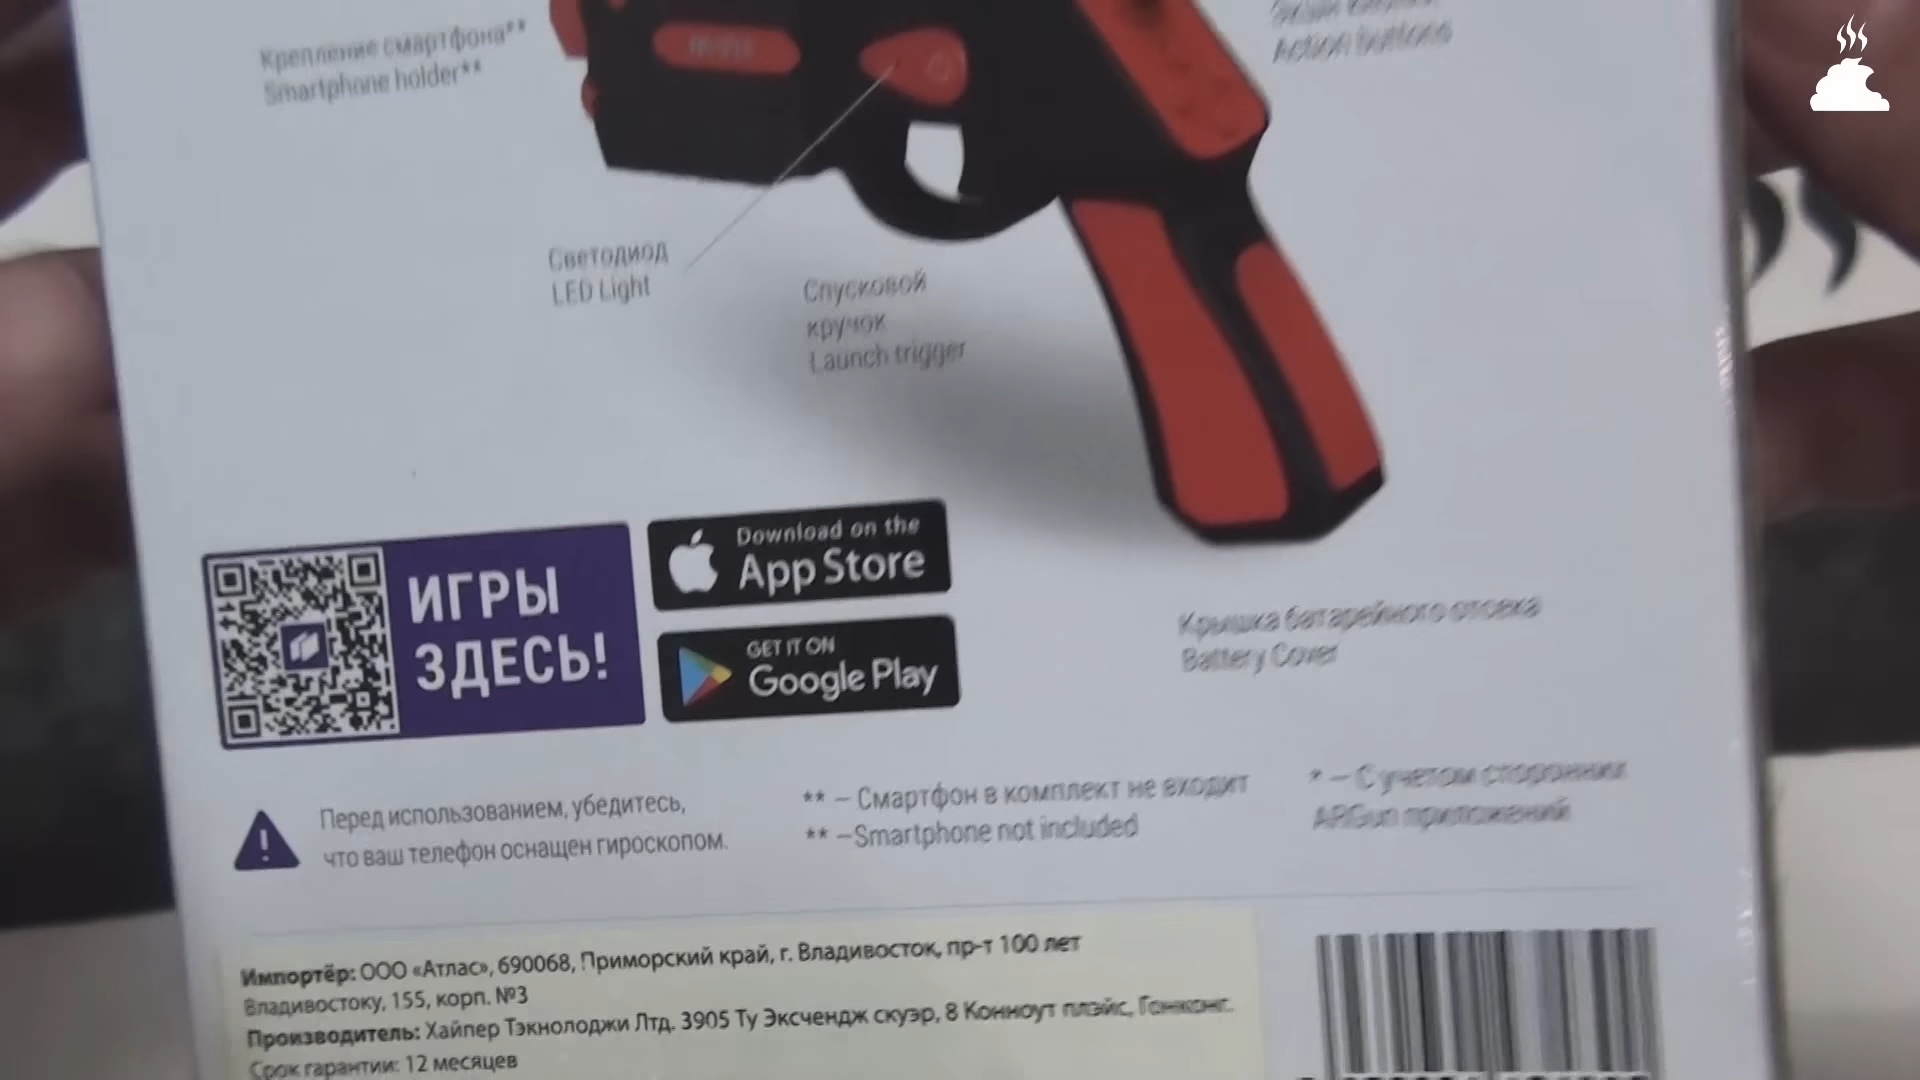 Крепление смартфона**
Smartphone holder**
Action buttons
Светодиод
LED Light
Спусковой
кручок
Launch trigger
ИГРЫ
ЗДЕСЬ!
Download on the
App Store
GET IT ON
Google Play
Крышка батарейного отсека
Battery Cover
Перед использованием, убедитесь,
что ваш телефон оснащен гироскопом.
** – Смартфон в комплект не входит
** –Smartphone not included
* – С учетом сторонних
ARGun приложений
Импортёр: ООО «Атлас», 690068, Приморский край, г. Владивосток, пр-т 100 лет
Владивостоку, 155, корп. №3
Производитель: Хайпер Тэкнолоджи Лтд. 3905 Ту Эксчендж скуэр, 8 Конноут плэйс, Гонконг.
Срок гарантии: 12 месяцев